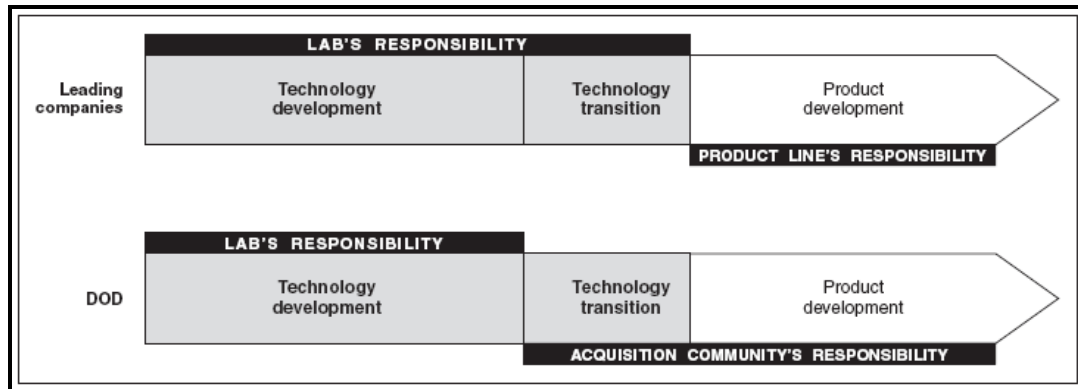 LAB'S RESPONSIBILITY
Leading
companies
Technology
development
Technology
transition
Product
development
PRODUCT LINE'S RESPONSIBILITY
LAB'S RESPONSIBILITY
DOD
Technology
development
Technology
transition
Product
development
ACQUISITION COMMUNITY'S RESPONSIBILITY